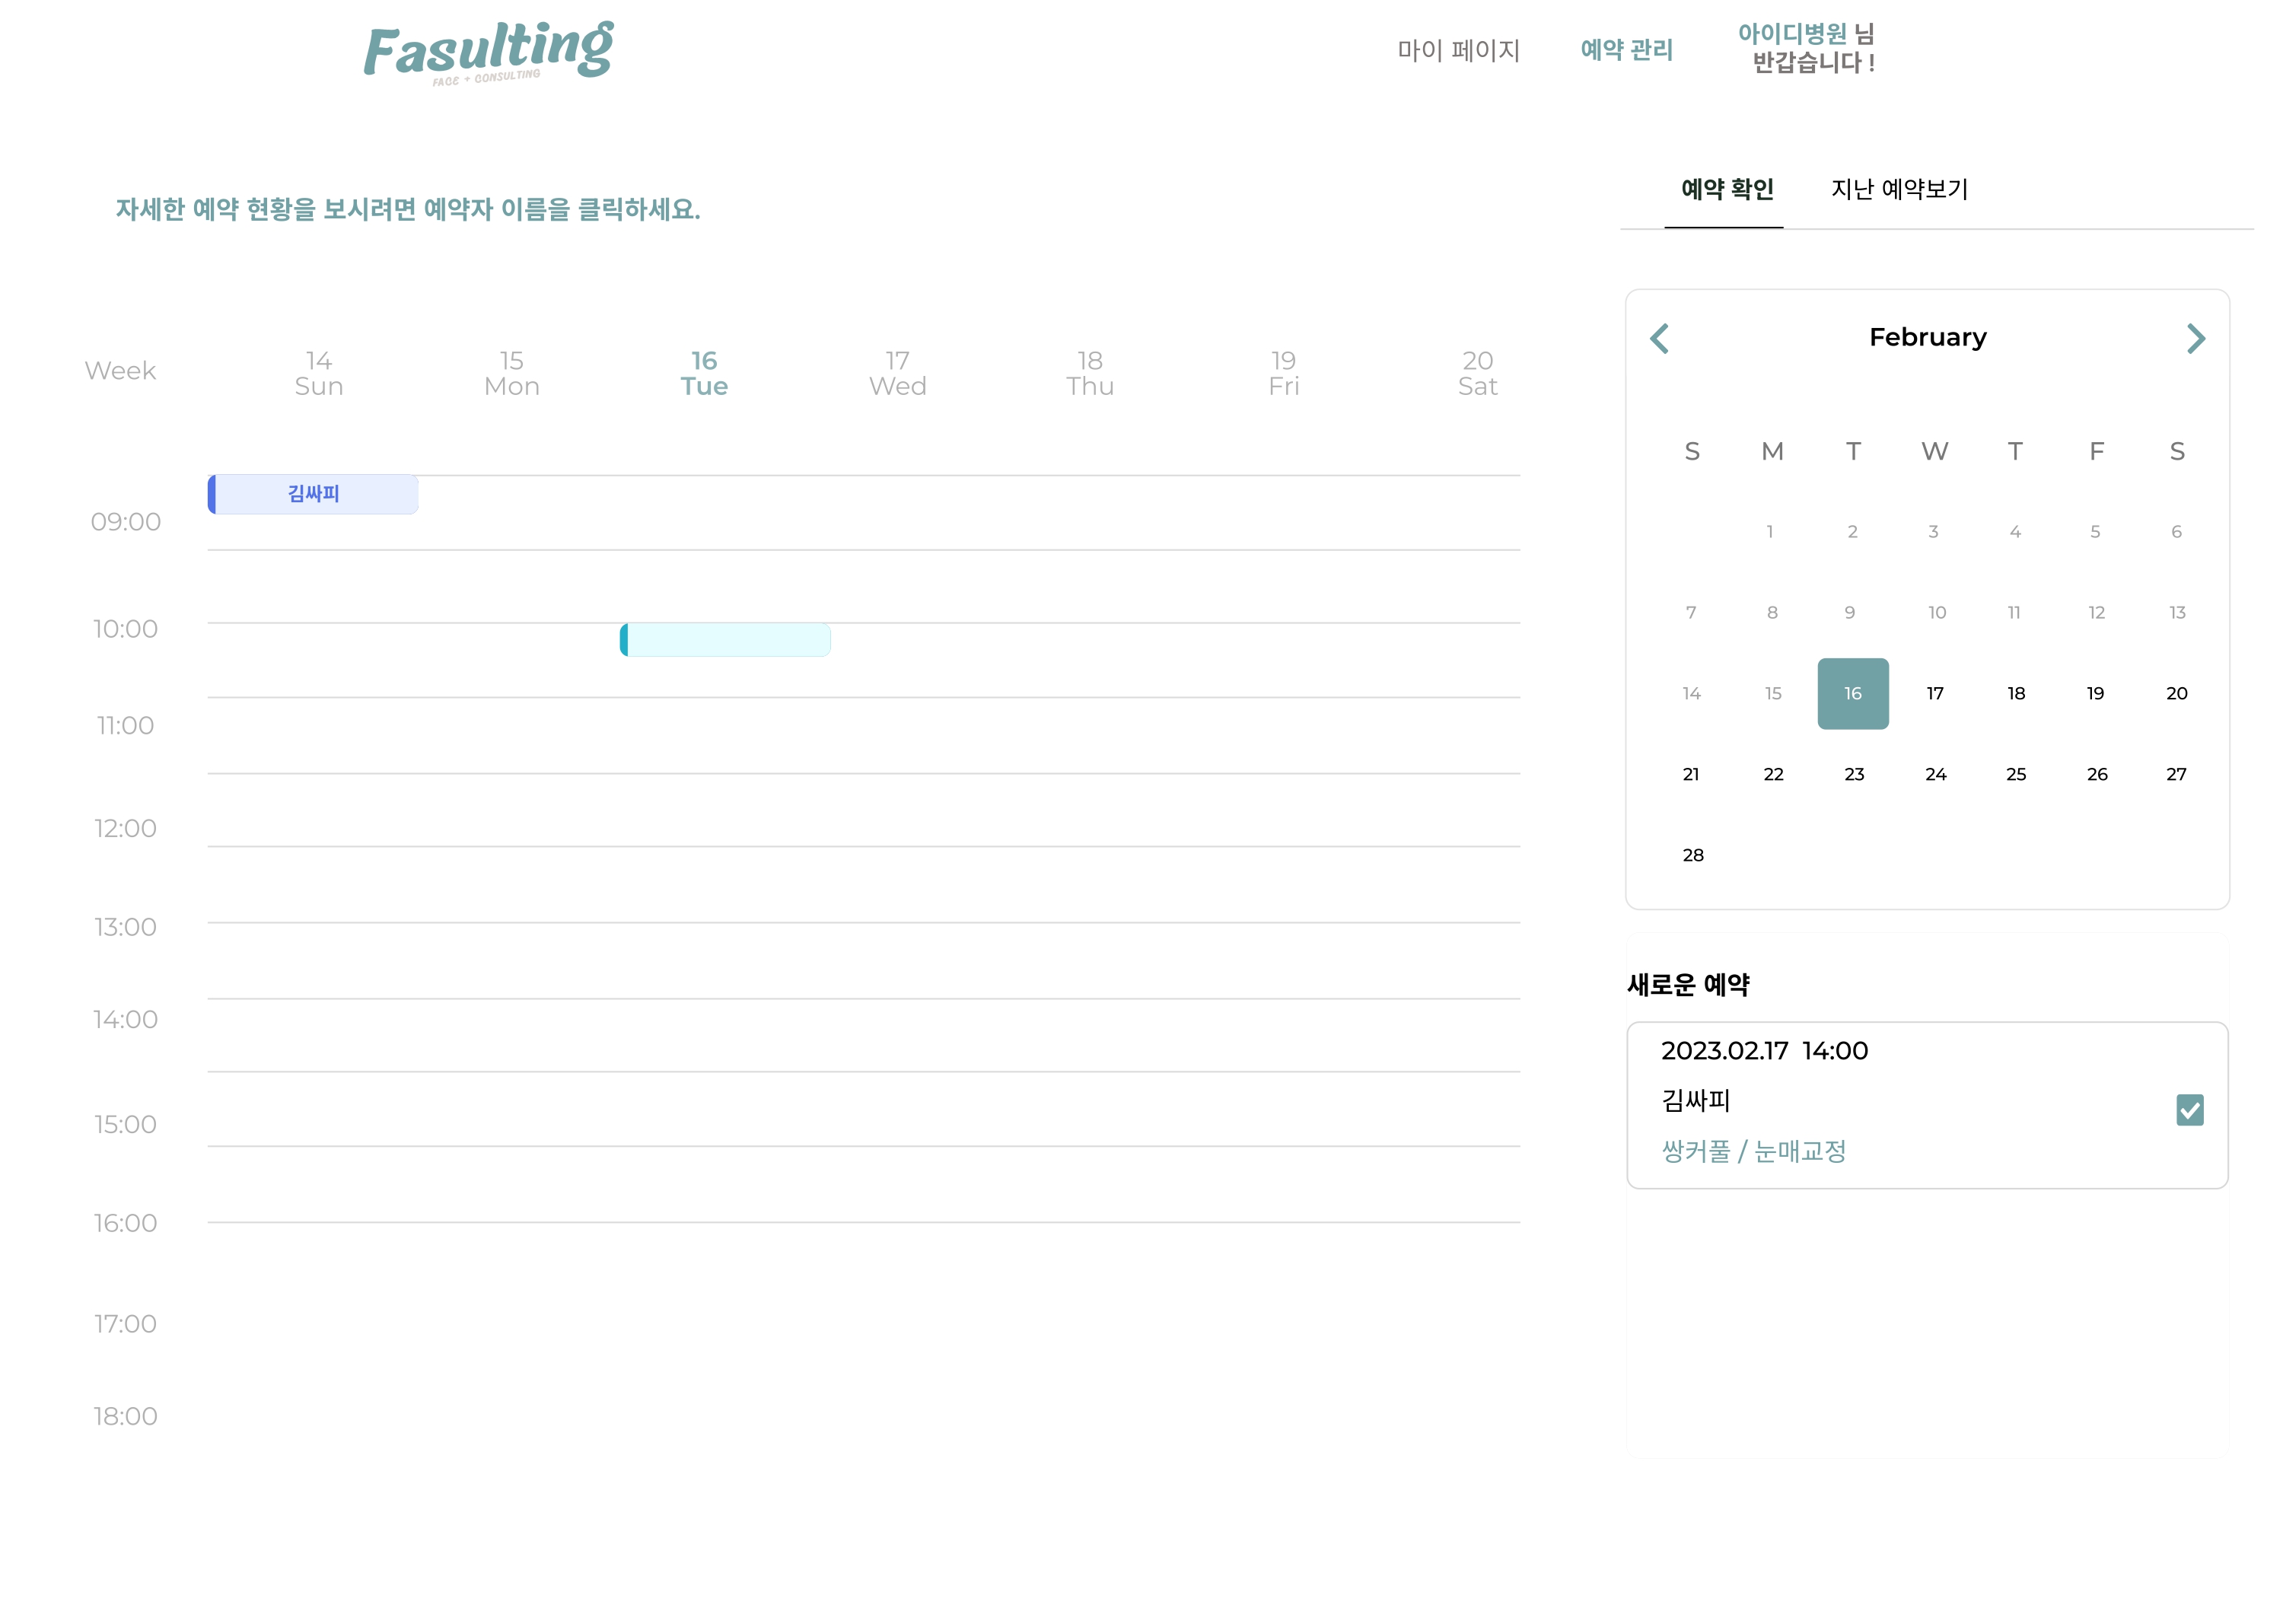 Fasulting
FACE + CONSULTING
마이 페이지
예약 관리
아이디병원 님
반갑습니다 !
자세한 예약 현황을 보시려면 예약자 이름을 클릭하세요.
Week
14 15 16 17 18 19 20
Sun Mon Tue Wed Thu Fri Sat
김싸피
09:00
10:00
11:00
12:00
13:00
14:00
15:00
16:00
17:00
18:00
예약 확인
지난 예약보기
February
S M T W T F S
1 2 3 4 5 6
7 8 9 10 11 12 13
14 15 16 17 18 19 20
21 22 23 24 25 26 27
28
새로운 예약
2023.02.17 14:00
김싸피
쌍커풀 / 눈매교정